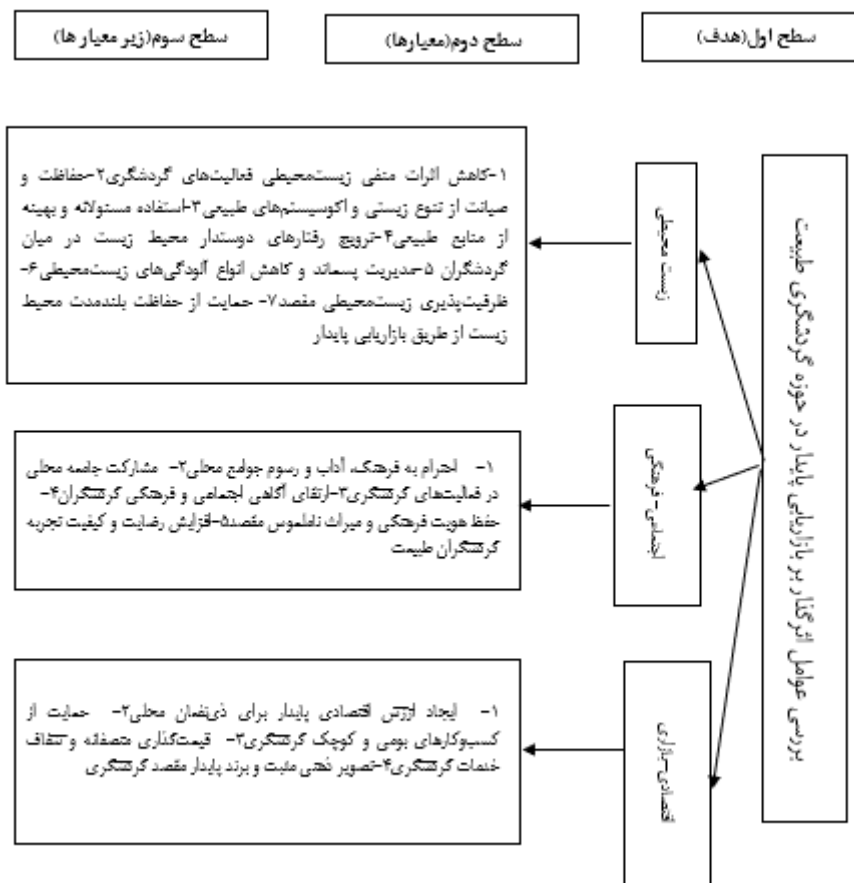 سطح اول(هدف)
سطح دوم(معیارها)
سطح سوم(زیر معیار ها)
بررسی عوامل اثرگذار بر بازاریابی پایدار در حوزه گردشگری طبیعت
زیست محیطی
۱-کاهش اثرات منفی زیست‌محیطی فعالیت‌های گردشگری۲-حفاظت و
صیانت از تنوع زیستی و اکوسیستم‌های طبیعی۳-استفاده مسئولانه و بهینه
از منابع طبیعی۴-ترویج رفتارهای دوستدار محیط زیست در میان
گردشگران ۵-مدیریت پسماند و کاهش انواع آلودگی‌های زیست‌محیطی۶-
ظرفیت‌پذیری زیست‌محیطی مقصد۷- حمایت از حفاظت بلندمدت محیط
زیست از طریق بازاریابی پایدار
اجتماعی- فرهنگی
۱- احترام به فرهنگ، آداب و رسوم جوامع محلی۲- مشارکت جامعه محلی
در فعالیت‌های گردشگری۳-ارتقای آگاهی اجتماعی و فرهنگی گردشگران۴-
حفظ هویت فرهنگی و میراث ناملموس مقصد۵-افزایش رضایت و کیفیت تجربه
گردشگران طبیعت
اقتصادی-بازاری
۱- ایجاد ارزش اقتصادی پایدار برای ذی‌نفعان محلی۲- حمایت از
کسب‌وکارهای بومی و کوچک گردشگری۳- قیمت‌گذاری منصفانه و شفاف
خدمات گردشگری۴-تصویر ذهنی مثبت و برند پایدار مقصد گردشگری